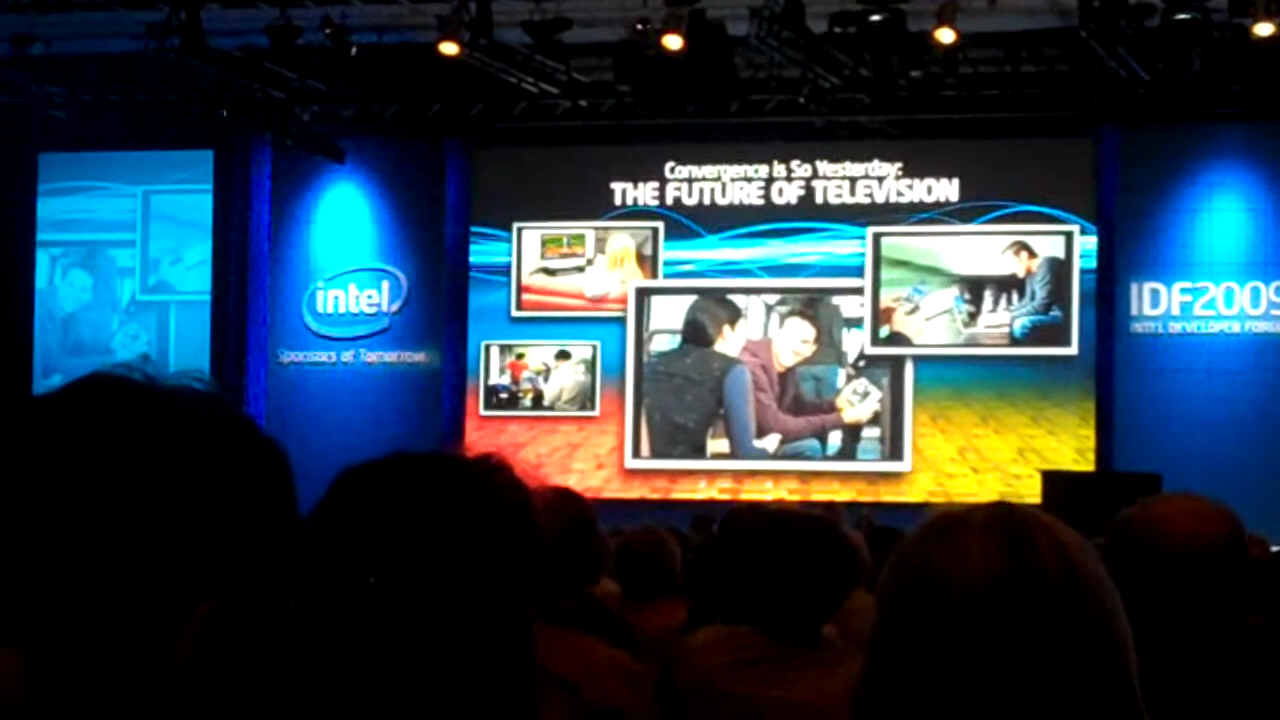 Convergence Is So Yesterday:
THE FUTURE OF TELEVISION
intel
Sponsors of Tomorrow.
IDF2009
INTEL DEVELOPER FORUM